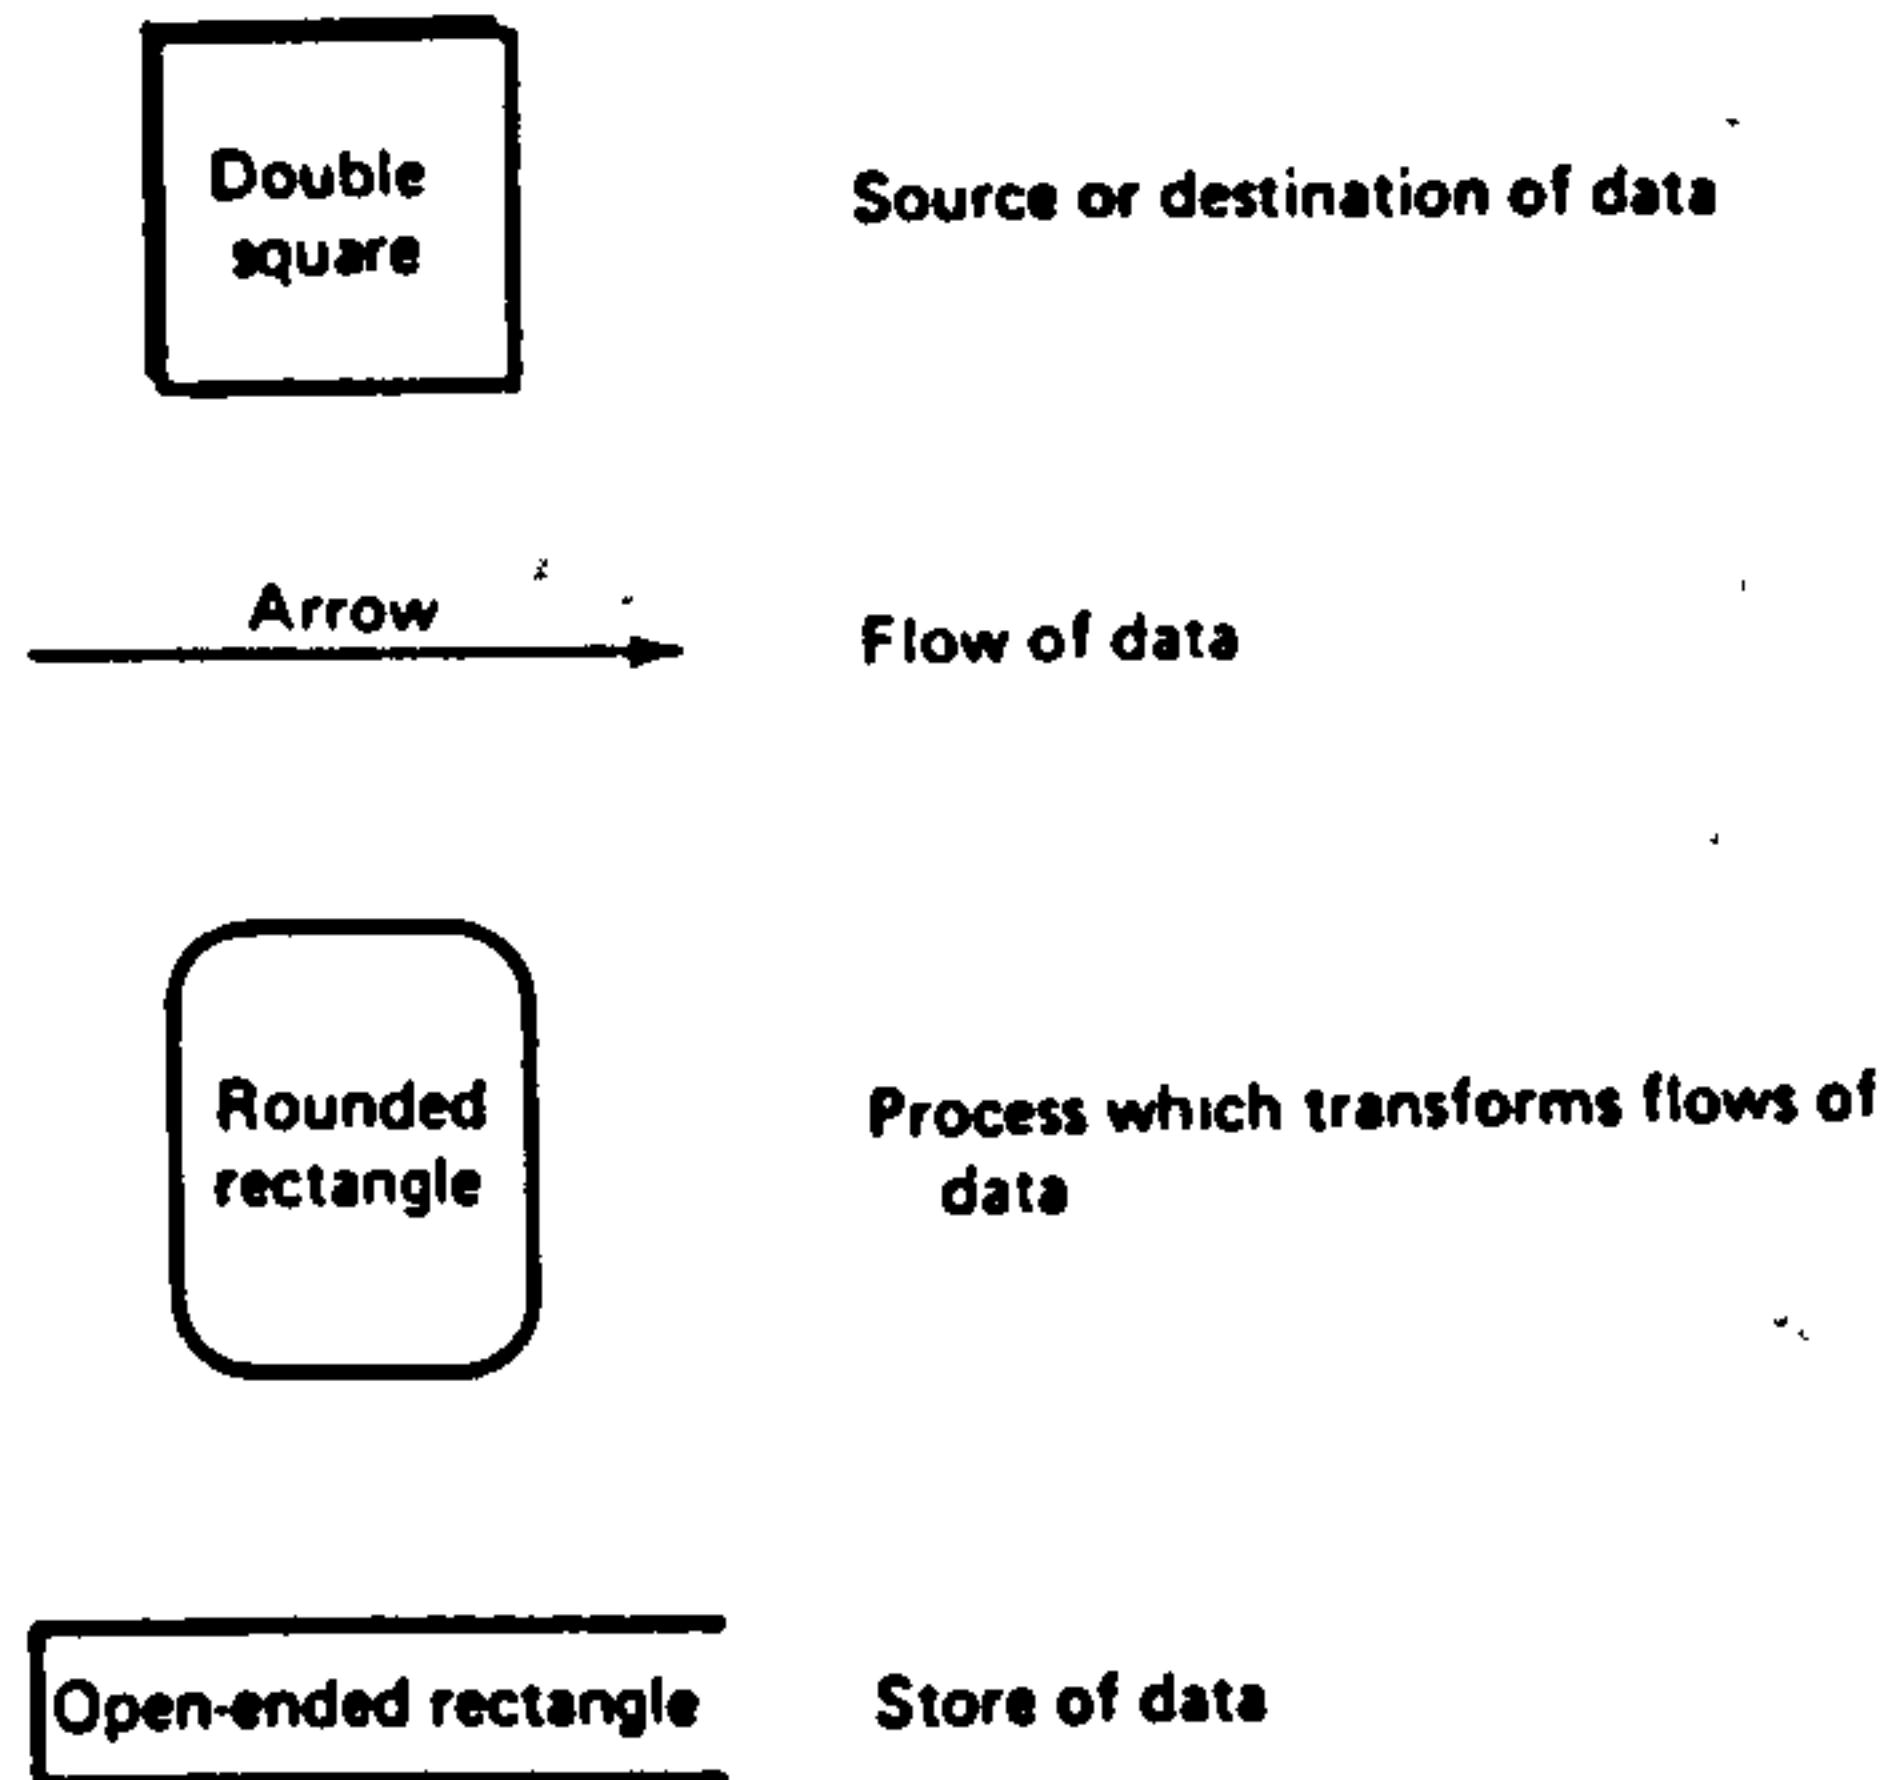 Double
square
Source or destination of data
Arrow
Flow of data
Rounded
rectangle
Process which transforms flows of
data
Open-ended rectangle
Store of data